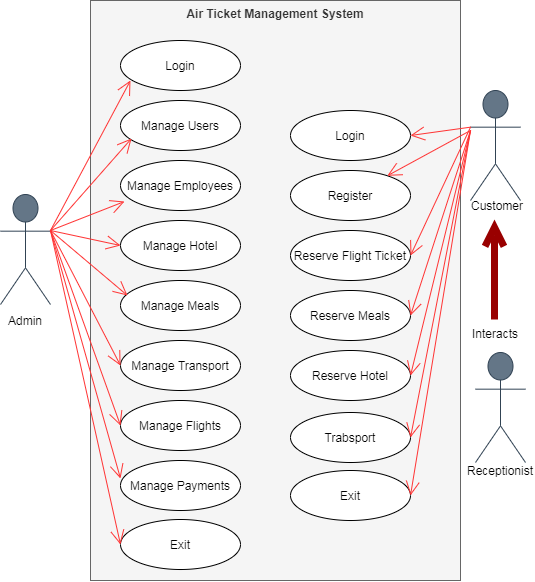 Air Ticket Management System
Login
Manage Users
Manage Employees
Manage Hotel
Manage Meals
Manage Transport
Manage Flights
Manage Payments
Exit
Admin
Login
Register
Reserve Flight Ticket
Reserve Meals
Reserve Hotel
Trabsport
Exit
Customer
Interacts
Receptionist